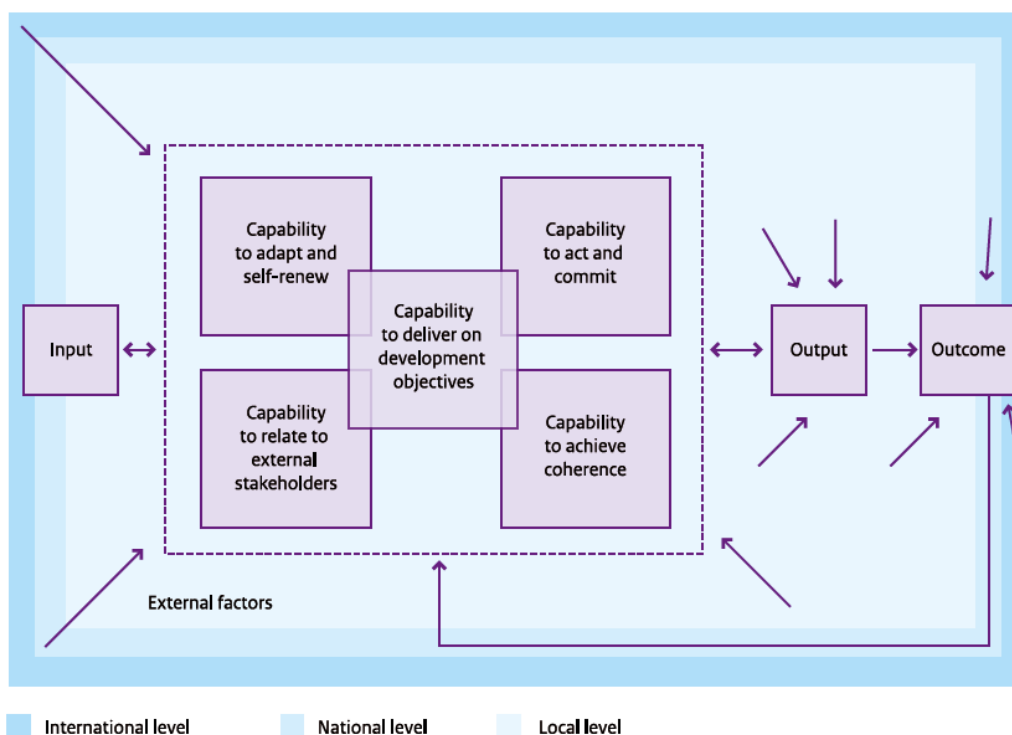 Capability
to adapt and
self-renew
Capability
to act and
commit
Capability
to deliver on
development
objectives
Input
Output
Outcome
Capability
to relate to
external
stakeholders
Capability
to achieve
coherence
External factors
International level
National level
Local level